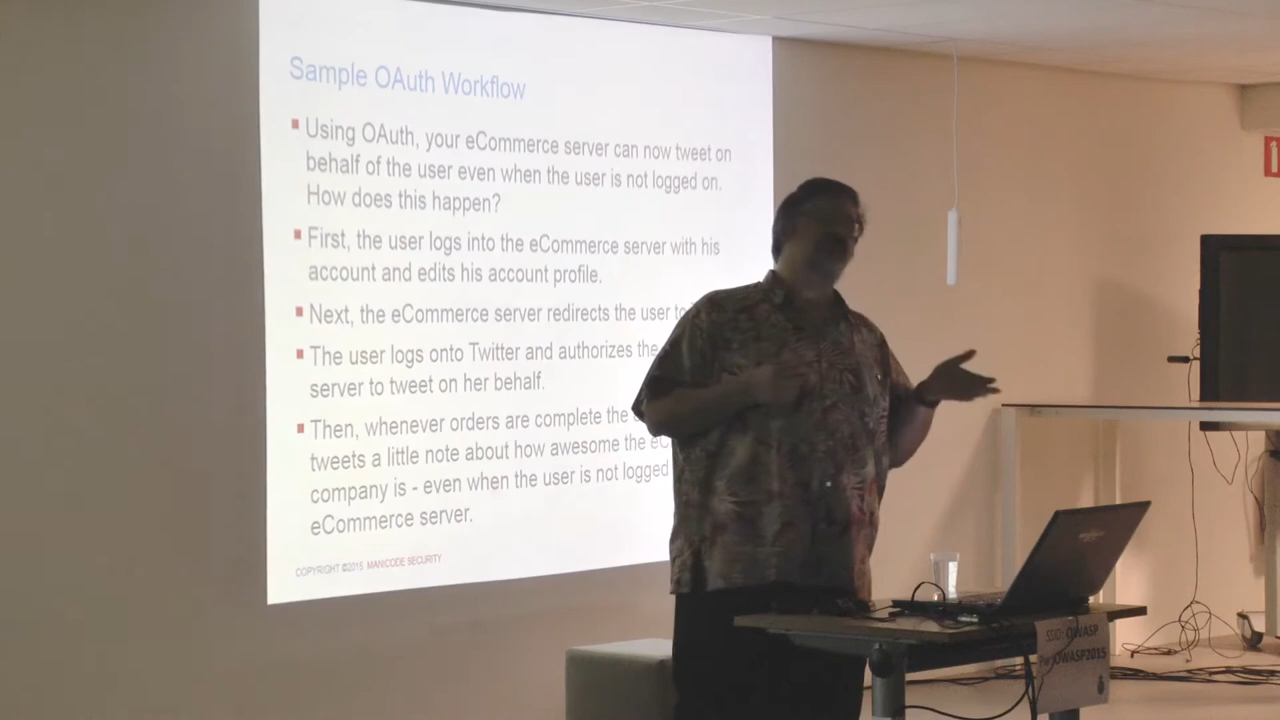 Sample OAuth Workflow
Using OAuth, your eCommerce server can now tweet on
behalf of the user even when the user is not logged on.
How does this happen?
First, the user logs into the eCommerce server with his
account and edits his account profile.
Next, the eCommerce server redirects the user to
The user logs onto Twitter and authorizes the
server to tweet on her behalf.
Then, whenever orders are complete the
tweets a little note about how awesome the eC
company is - even when the user is not logged
eCommerce server.
COPYRIGHT ©2015 MANICODE SECURITY
SSID: OWASP
OWASP2015